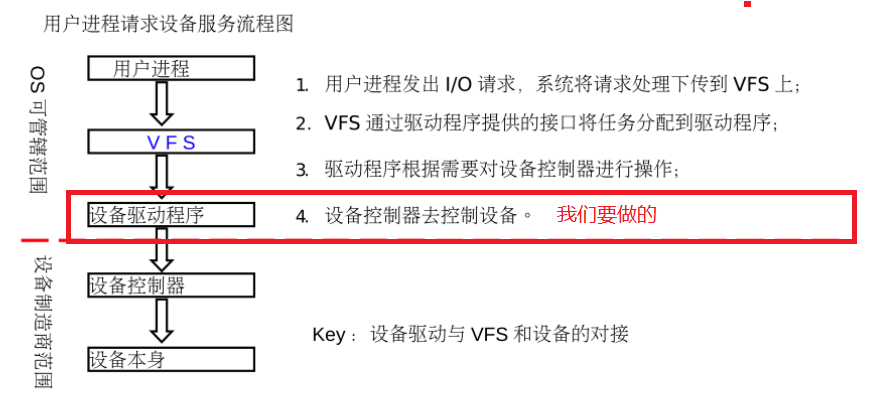 用户进程请求设备服务流程图
OS 可管辖范围
用户进程
VFS
设备驱动程序
设备控制器
设备本身
设备制造商范围
1. 用户进程发出 I/O 请求，系统将请求处理下传到 VFS 上；
2. VFS 通过驱动程序提供的接口将任务分配到驱动程序；
3. 驱动程序根据需要对设备控制器进行操作；
4. 设备控制器去控制设备。 我们要做的
Key： 设备驱动与 VFS 和设备的对接